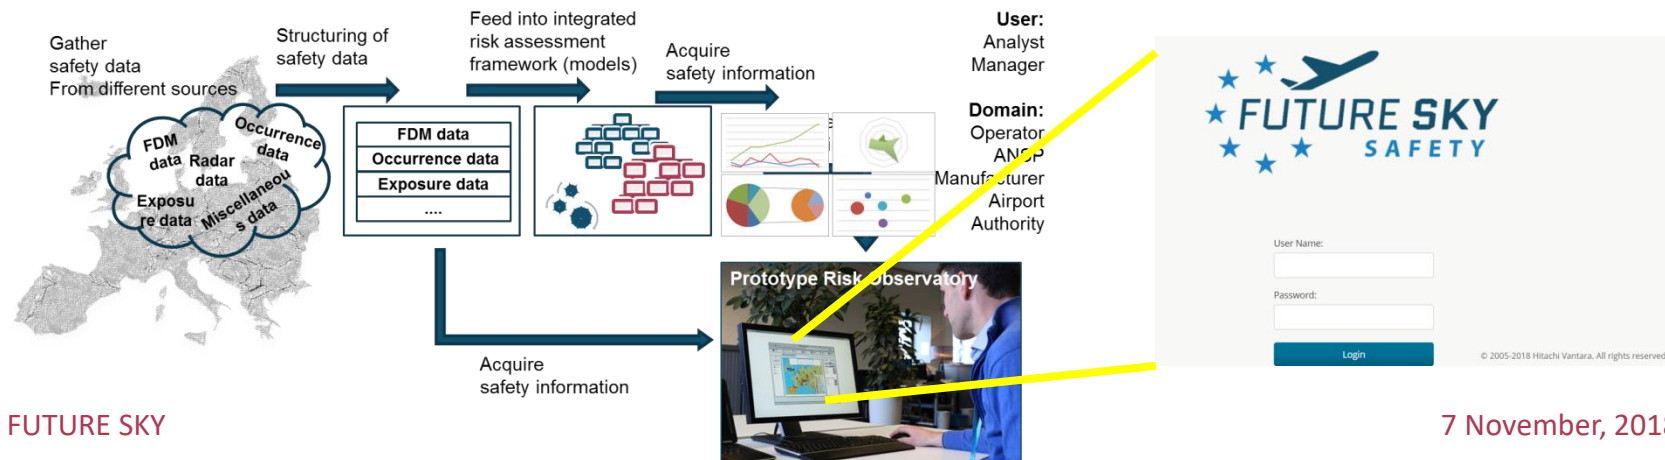 Gather
safety data
From different sources
FDM
data
Occurrence
data
Radar
data
Exposu
re data
Miscellaneou
s data
Structuring of
safety data
FDM data
Occurrence data
Exposure data
....
Feed into integrated
risk assessment
framework (models)
Acquire
safety information
User:
Analyst
Manager
Domain:
Operator
ANSP
Manufacturer
Airport
Authority
Acquire
safety information
Prototype Risk Observatory
FUTURE SKY
SAFETY
User Name:
Password:
Login
© 2005-2018 Hitachi Vantara. All rights reserved
FUTURE SKY
7 November, 2018